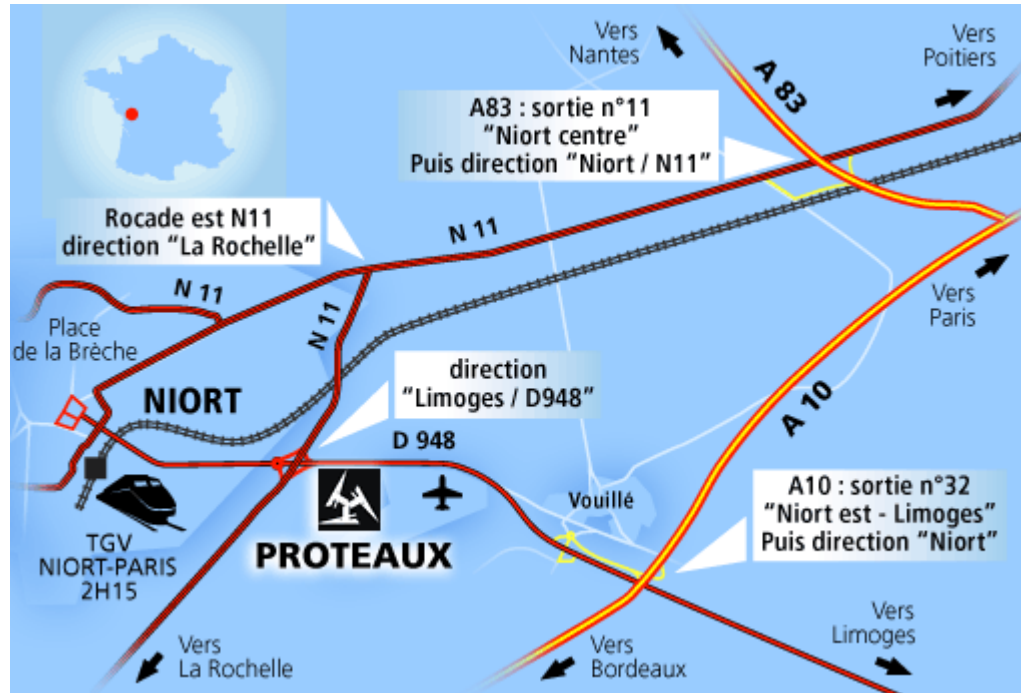 Vers
Nantes
Vers
Poitiers
A 83
A83 : sortie n°11
“Niort centre”
Puis direction “Niort / N11”
Rocade est N11
direction “La Rochelle”
N 11
N 11
N 11
Vers
Paris
Place
de la Brèche
direction
“Limoges / D948”
NIORT
A 10
D 948
Vouillé
A10 : sortie n°32
“Niort est - Limoges”
Puis direction “Niort”
TGV
NIORT-PARIS
2H15
PROTEAUX
Vers
La Rochelle
Vers
Bordeaux
Vers
Limoges